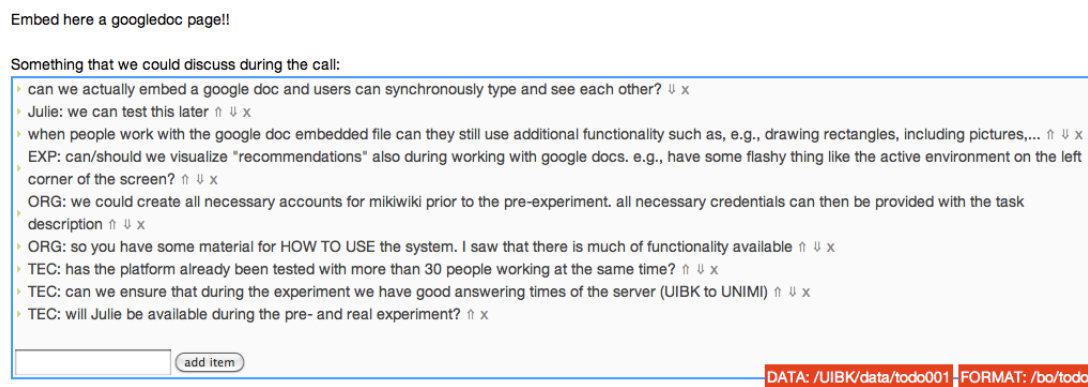 Embed here a googledoc page!!
Something that we could discuss during the call:
can we actually embed a google doc and users can synchronously type and see each other? ⇓ x
Julie: we can test this later ⇑ ⇓ x
when people work with the google doc embedded file can they still use additional functionality such as, e.g., drawing rectangles, including pictures,... ⇑ ⇓ x
EXP: can/should we visualize "recommendations" also during working with google docs. e.g., have some flashy thing like the active environment on the left
corner of the screen? ⇑ ⇓ x
ORG: we could create all necessary accounts for mikiwiki prior to the pre-experiment. all necessary credentials can then be provided with the task
description ⇑ ⇓ x
ORG: so you have some material for HOW TO USE the system. I saw that there is much of functionality available ⇑ ⇓ x
TEC: has the platform already been tested with more than 30 people working at the same time? ⇑ ⇓ x
TEC: can we ensure that during the experiment we have good answering times of the server (UIBK to UNIMI) ⇑ ⇓ x
TEC: will Julie be available during the pre- and real experiment? ⇑ x
add item
DATA: /UIBK/data/todo001 FORMAT: /bo/todo